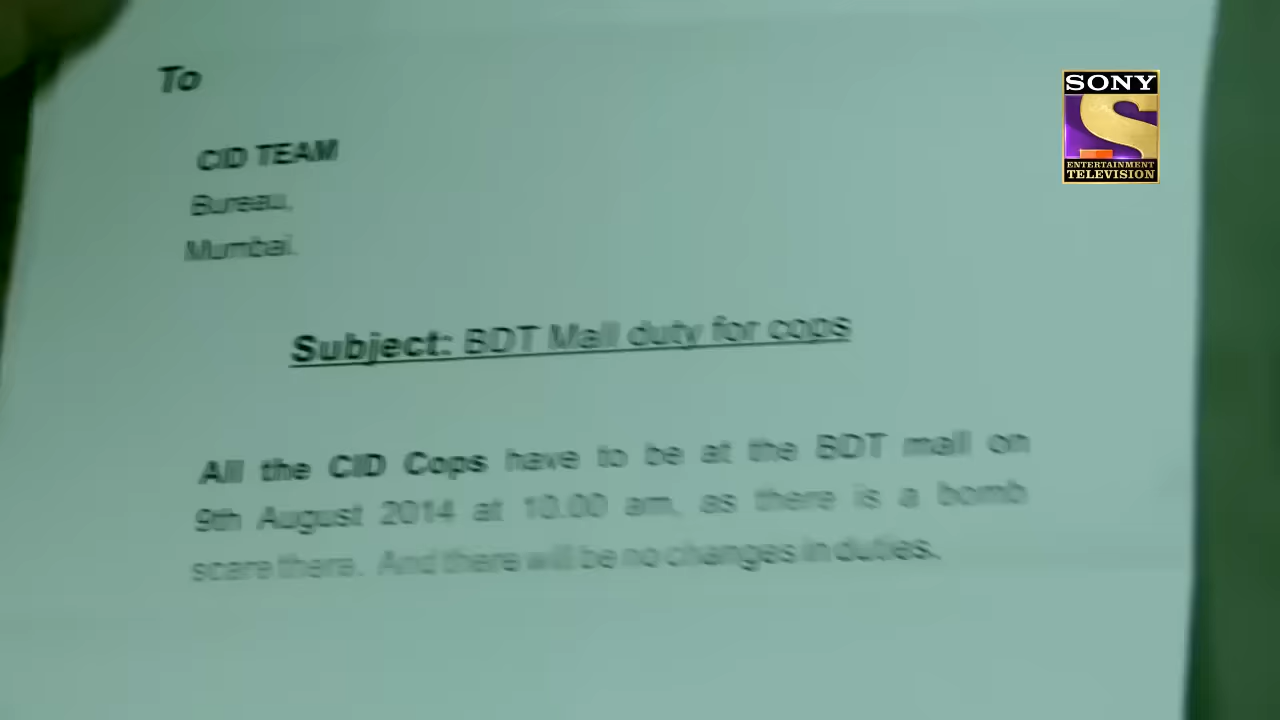 To
CID TEAM
Bureau,
Mumbai.
Subject: BDT Mall duty for cops
All the CID Cops have to be at the BDT mall on
9th August 2014 at 10.00 am, as there is a bomb
scare there. And there will be no changes in duties.
SONY
ENTERTAINMENT
TELEVISION